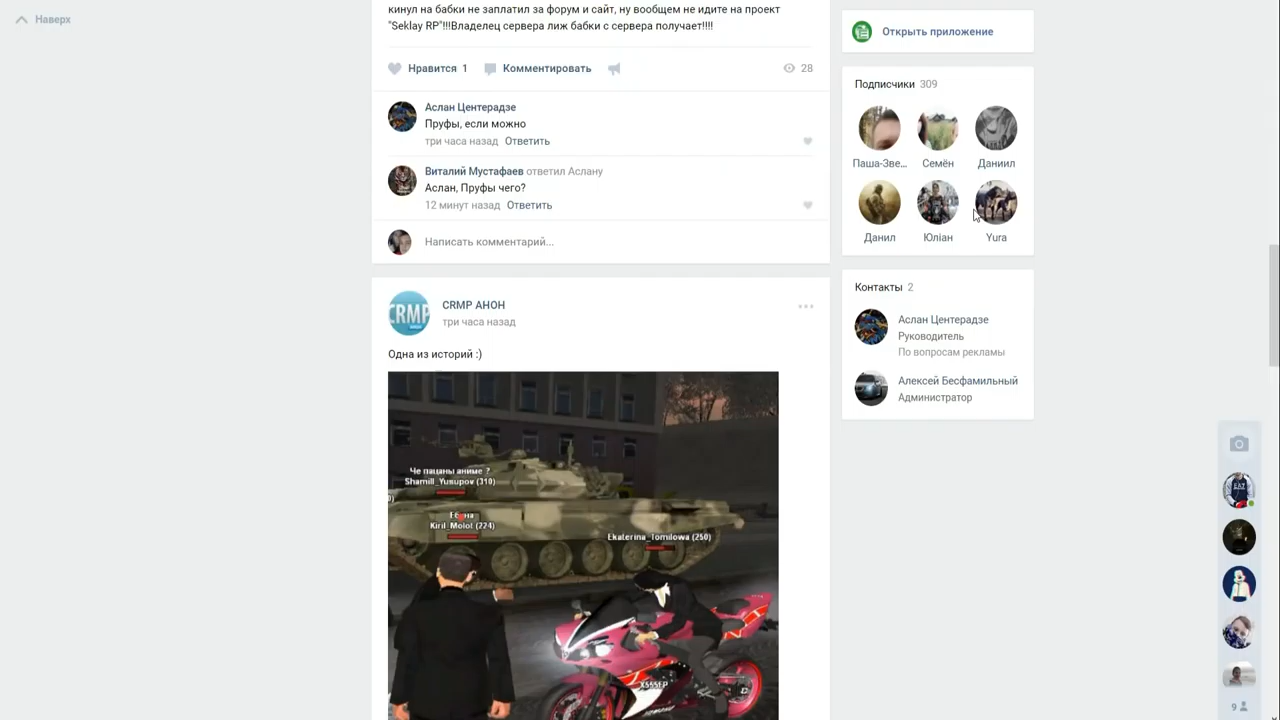 Наверх
кинул на бабки не заплатил за форум и сайт, ну вообщем не идите на проект
"Seklay RP"!!!Владелец сервера лиж бабки с сервера получает!!!!
Нравится 1
Комментировать
28
Аслан Центерадзе
Пруфы, если можно
три часа назад Ответить
Виталий Мустафаев ответил Аслану
Аслан, Пруфы чего?
12 минут назад Ответить
Написать комментарий...
CRMP АНОН
три часа назад
Одна из историй :)
Че пацаны аниме ?
Shamill_Yusupov (310)
Kiril_Molot (224)
Ekaterina_Tomilowa (250)
Открыть приложение
Подписчики 309
Паша-Зве...
Семён
Даниил
Данил
Юліан
Yura
Контакты 2
Аслан Центерадзе
Руководитель
По вопросам рекламы
Алексей Бесфамильный
Администратор
9